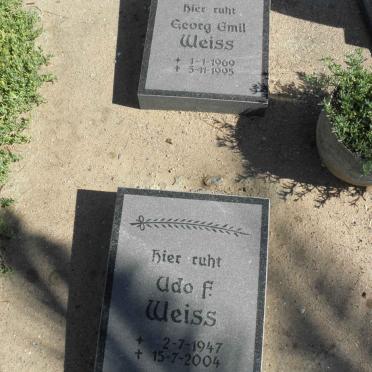 Hier ruht
Georg Emil
Weiss
✝ 1-1-1969
✝ 5-11-1995
Hier ruht
Udo F.
Weiss
✝ 2-7-1947
✝ 15-7-2004